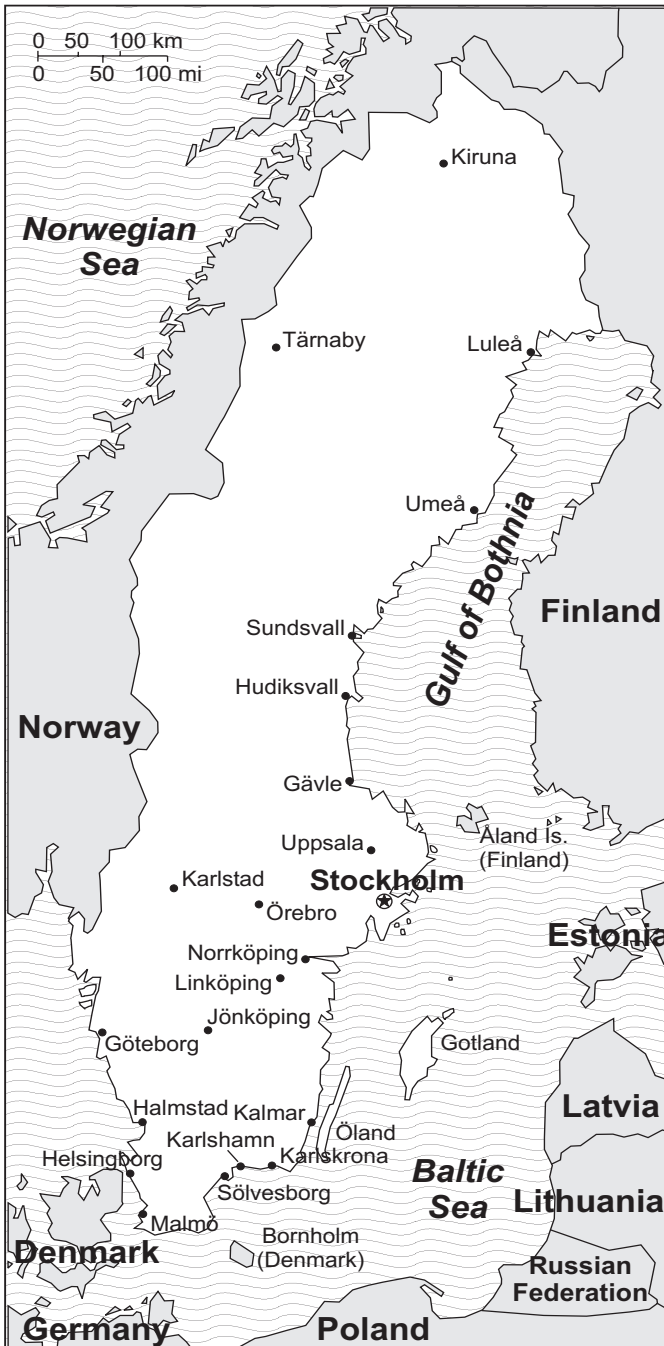 0 50 100 km
0 50 100 mi
Kiruna
Norwegian
Sea
Tärnaby
Luleå
Umeå
Gulf of Bothnia
Finland
Sundsvall
Hudiksvall
Norway
Gävle
Uppsala
Åland Is.
(Finland)
Karlstad
Stockholm
Örebro
Estonia
Norrköping
Linköping
Jönköping
Göteborg
Gotland
Latvia
Halmstad
Kalmar
Öland
Karlshamn
Karlskrona
Helsingborg
Sölvesborg
Baltic
Sea
Lithuania
Malmö
Bornholm
(Denmark)
Denmark
Russian
Federation
Germany
Poland